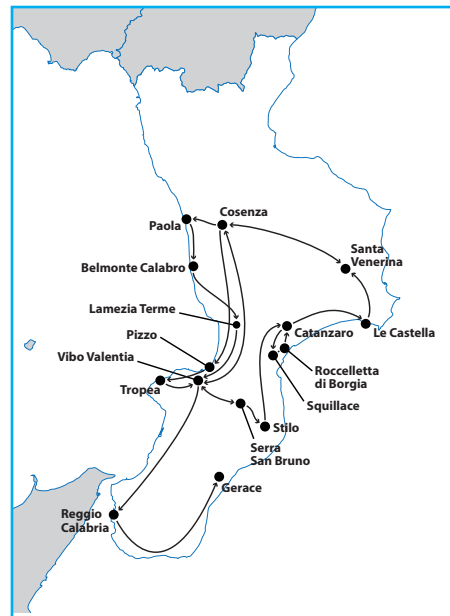 Cosenza
Paola
Santa
Venerina
Belmonte Calabro
Lamezia Terme
Pizzo
Catanzaro
Le Castella
Vibo Valentia
Roccelletta
di Borgia
Tropea
Squillace
Stilo
Serra
San Bruno
Gerace
Reggio
Calabria